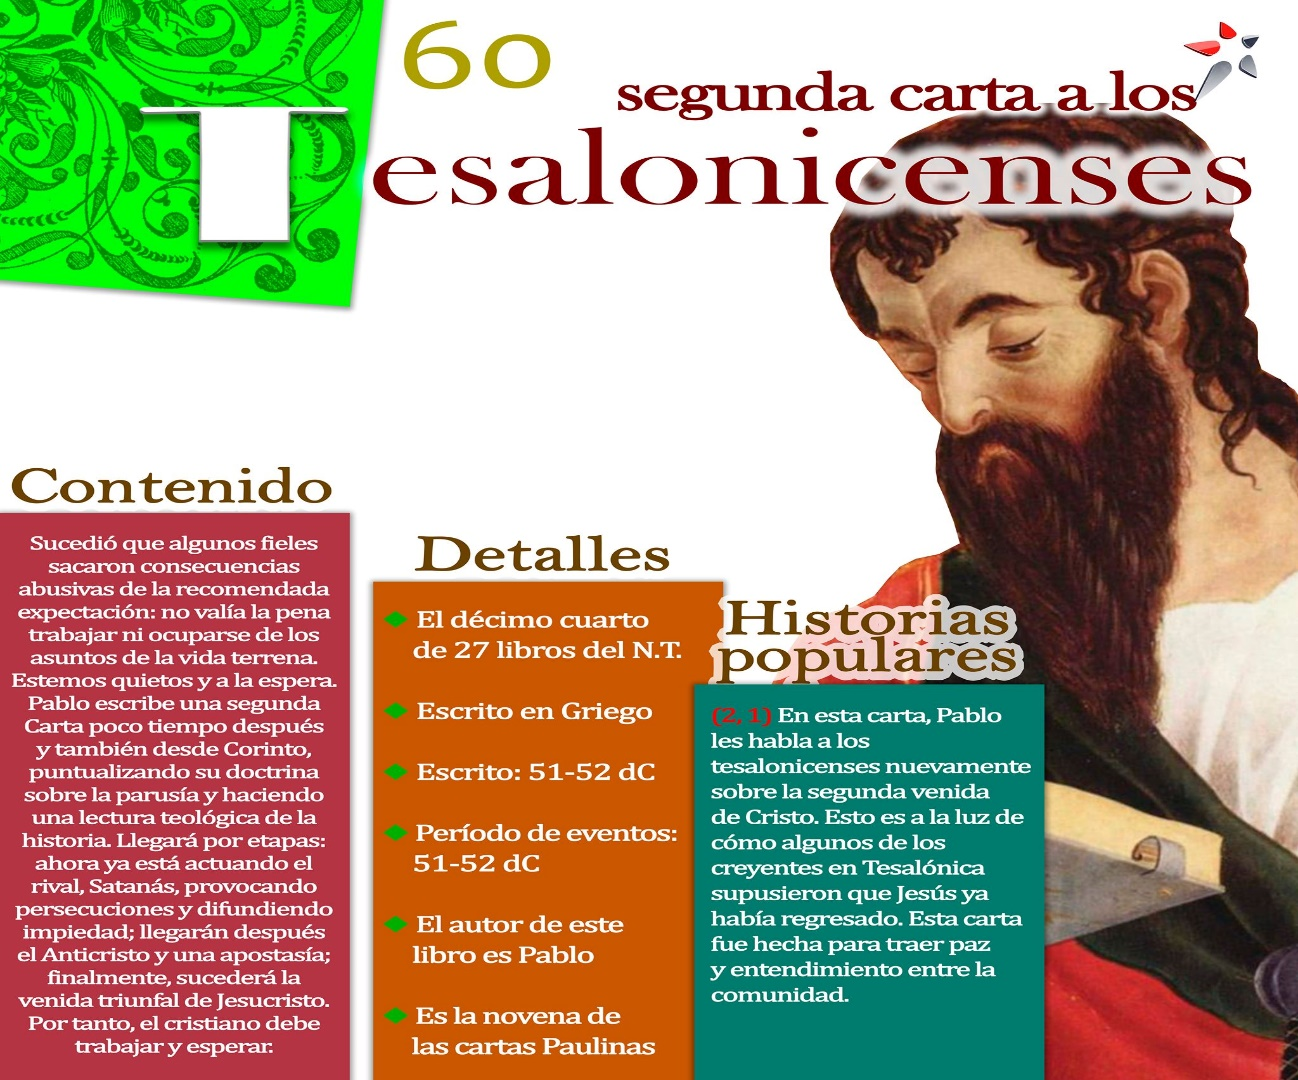 60
segunda carta a los
Tesalonicenses
Contenido
Sucedió que algunos fieles
sacaron consecuencias
abusivas de la recomendada
expectación: no valía la pena
trabajar ni ocuparse de los
asuntos de la vida terrena.
Estemos quietos y a la espera.
Pablo escribe una segunda
Carta poco tiempo después
y también desde Corinto,
puntualizando su doctrina
sobre la parusía y haciendo
una lectura teológica de la
historia. Llegará por etapas:
ahora ya está actuando el
rival, Satanás, provocando
persecuciones y difundiendo
impiedad; llegarán después
el Anticristo y una apostasía;
finalmente, sucederá la
venida triunfal de Jesucristo.
Por tanto, el cristiano debe
trabajar y esperar.
Detalles
El décimo cuarto
de 27 libros del N.T.
Escrito en Griego
Escrito: 51-52 dC
Período de eventos:
51-52 dC
El autor de este
libro es Pablo
Es la novena de
las cartas Paulinas
Historias
populares
(2, 1) En esta carta, Pablo
les habla a los
tesalonicenses nuevamente
sobre la segunda venida
de Cristo. Esto es a la luz de
cómo algunos de los
creyentes en Tesalónica
supusieron que Jesús ya
había regresado. Esta carta
fue hecha para traer paz
y entendimiento entre la
comunidad.